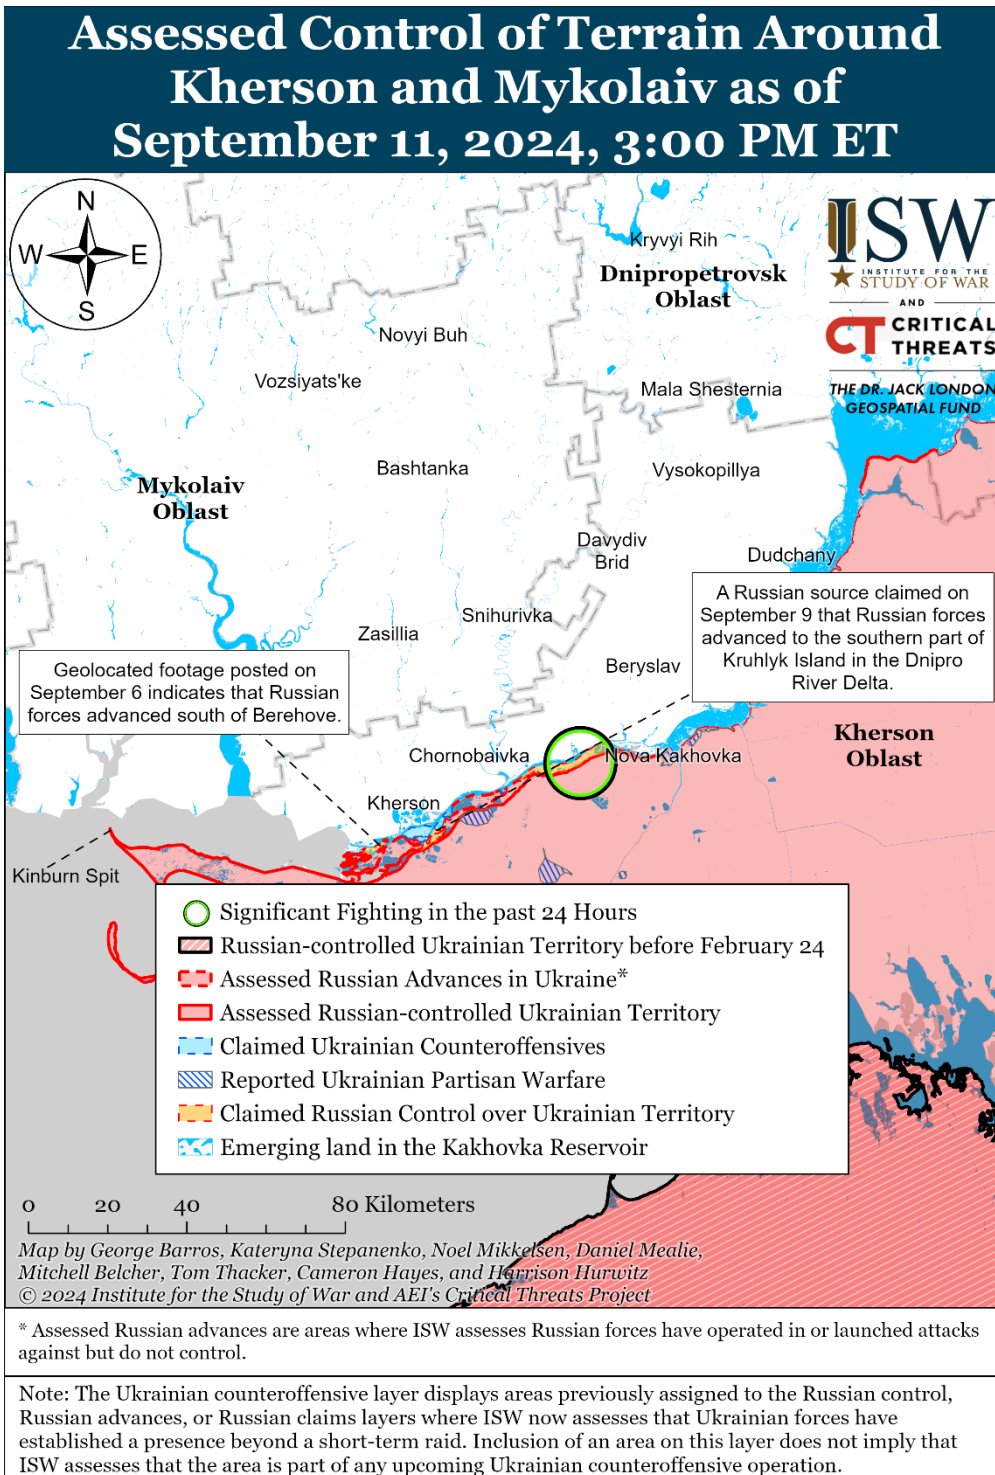 Assessed Control of Terrain Around
Kherson and Mykolaiv as of
September 11, 2024, 3:00 PM ET
N
W
E
S
ISW
INSTITUTE FOR THE
STUDY OF WAR
AND
CT CRITICAL
THREATS
THE DR. JACK LONDON
GEOSPATIAL FUND
Kryvyi Rih
Dnipropetrovsk
Oblast
Novyi Buh
Vozsiyats'ke
Mala Shesternia
Bashtanka
Vysokopillya
Mykolaiv
Oblast
Davydiv
Brid
Dudchany
A Russian source claimed on
September 9 that Russian forces
advanced to the southern part of
Kruhlyk Island in the Dnipro
River Delta.
Snihurivka
Zasillia
Beryslav
Geolocated footage posted on
September 6 indicates that Russian
forces advanced south of Berehove.
Kherson
Oblast
Chornobaivka
Nova Kakhovka
Kherson
Kinburn Spit
Significant Fighting in the past 24 Hours
Russian-controlled Ukrainian Territory before February 24
Assessed Russian Advances in Ukraine*
Assessed Russian-controlled Ukrainian Territory
Claimed Ukrainian Counteroffensives
Reported Ukrainian Partisan Warfare
Claimed Russian Control over Ukrainian Territory
Emerging land in the Kakhovka Reservoir
0 20 40 80 Kilometers
Map by George Barros, Kateryna Stepanenko, Noel Mikkelsen, Daniel Mealie,
Mitchell Belcher, Tom Thacker, Cameron Hayes, and Harrison Hurwitz
© 2024 Institute for the Study of War and AEI's Critical Threats Project
* Assessed Russian advances are areas where ISW assesses Russian forces have operated in or launched attacks
against but do not control.
Note: The Ukrainian counteroffensive layer displays areas previously assigned to the Russian control,
Russian advances, or Russian claims layers where ISW now assesses that Ukrainian forces have
established a presence beyond a short-term raid. Inclusion of an area on this layer does not imply that
ISW assesses that the area is part of any upcoming Ukrainian counteroffensive operation.